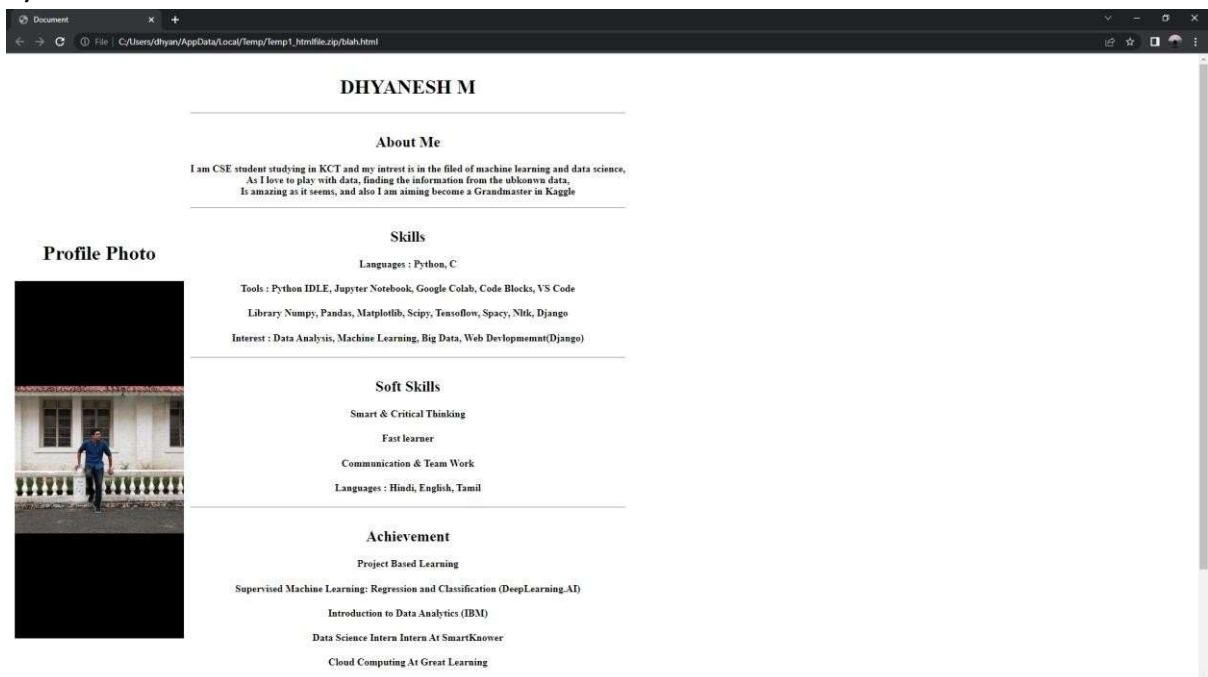 Document
File
C:/Users/dhyan/AppData/Local/Temp/Temp1_htmlfile.zip/blah.html
DHYANESH M
About Me
I am CSE student studying in KCT and my intrest is in the filed of machine learning and data science,
As I love to play with data, finding the information from the ubkonwn data,
Is amazing as it seems, and also I am aiming become a Grandmaster in Kaggle
Profile Photo
Skills
Languages : Python, C
Tools : Python IDLE, Jupyter Notebook, Google Colab, Code Blocks, VS Code
Library Numpy, Pandas, Matplotlib, Scipy, Tensoflow, Spacy, Nltk, Django
Interest : Data Analysis, Machine Learning, Big Data, Web Devlopmemnt(Django)
Soft Skills
Smart & Critical Thinking
Fast learner
Communication & Team Work
Languages : Hindi, English, Tamil
Achievement
Project Based Learning
Supervised Machine Learning: Regression and Classification (DeepLearning.AI)
Introduction to Data Analytics (IBM)
Data Science Intern Intern At SmartKnower
Cloud Computing At Great Learning